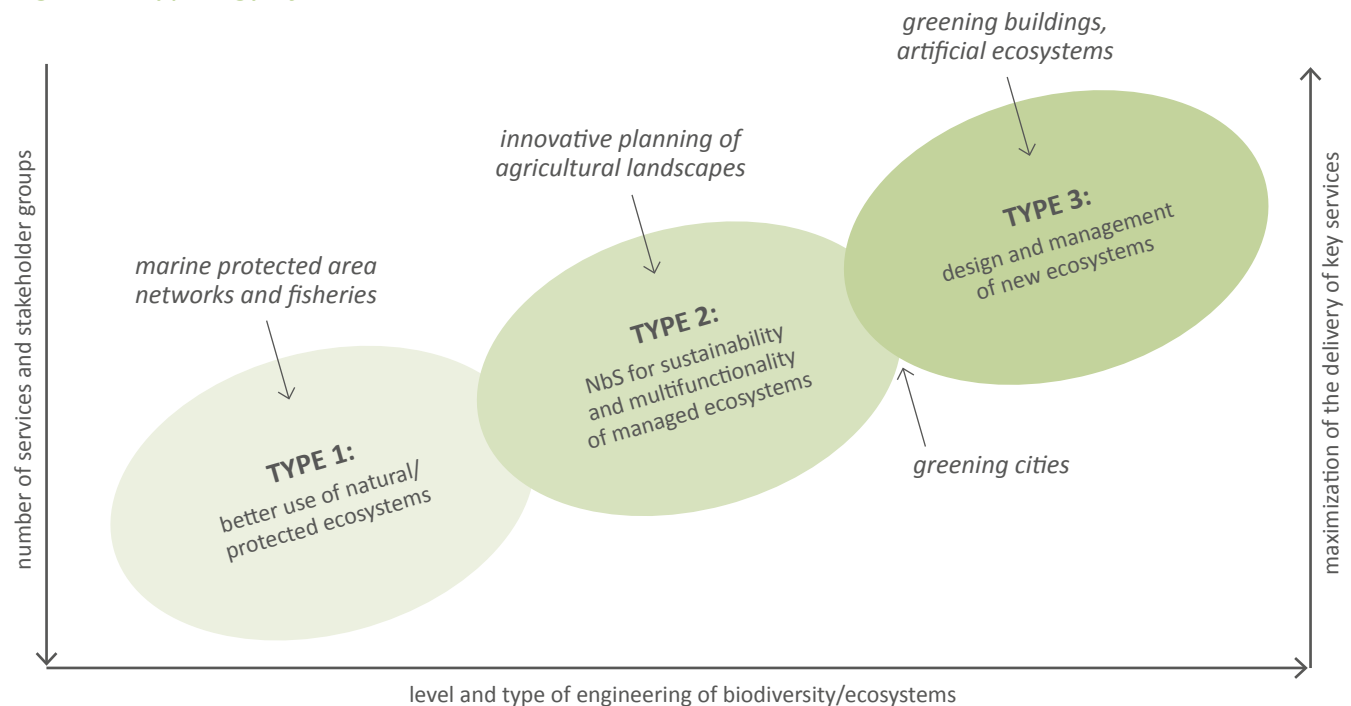 greening buildings,
artificial ecosystems
innovative planning of
agricultural landscapes
marine protected area
networks and fisheries
TYPE 3:
design and management
of new ecosystems
TYPE 2:
NbS for sustainability
and multifunctionality
of managed ecosystems
TYPE 1:
better use of natural/
protected ecosystems
greening cities
number of services and stakeholder groups
maximization of the delivery of key services
level and type of engineering of biodiversity/ecosystems